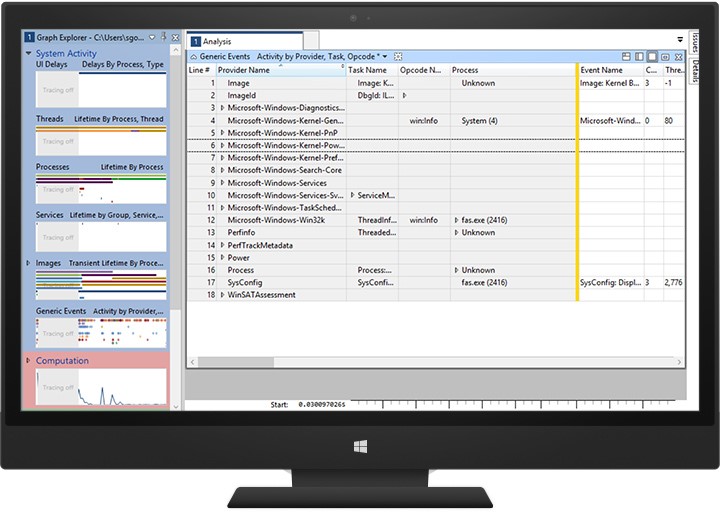 1 Graph Explorer - C:\Users\sgo...
System Activity
UI Delays Delays By Process, Type
Tracing off
Threads Lifetime By Process, Thread
Tracing off
Processes Lifetime By Process
Tracing off
Services Lifetime by Group, Service,...
Tracing off
Images Transient Lifetime By Proce...
Tracing off
Generic Events Activity by Provider,...
Tracing off
Computation
Tracing off
1 Analysis
Generic Events Activity by Provider, Task, Opcode *
Line # Provider Name Task Name Opcode N... Process Event Name C... Thre...
1 Image Image: K... Unknown Image: Kernel B... 3 -1
2 ImageId DbgId: IL...
3 Microsoft-Windows-Diagnostics...
4 Microsoft-Windows-Kernel-Gen... win:Info System (4) Microsoft-Wind... 0 80
5 Microsoft-Windows-Kernel-PnP
6 Microsoft-Windows-Kernel-Pow...
7 Microsoft-Windows-Kernel-Pref...
8 Microsoft-Windows-Search-Core
9 Microsoft-Windows-Services
10 Microsoft-Windows-Services-Sv... ServiceM...
11 Microsoft-Windows-TaskSched...
12 Microsoft-Windows-Win32k ThreadInf... win:Info fas.exe (2416)
13 Perfinfo Threaded... Unknown
14 PerfTrackMetadata
15 Power
16 Process Process:... Unknown
17 SysConfig SysConfi... fas.exe (2416) SysConfig: Displ... 3 2,776
18 WinSATAssessment
Start: 0.030097026s
Issues
Details